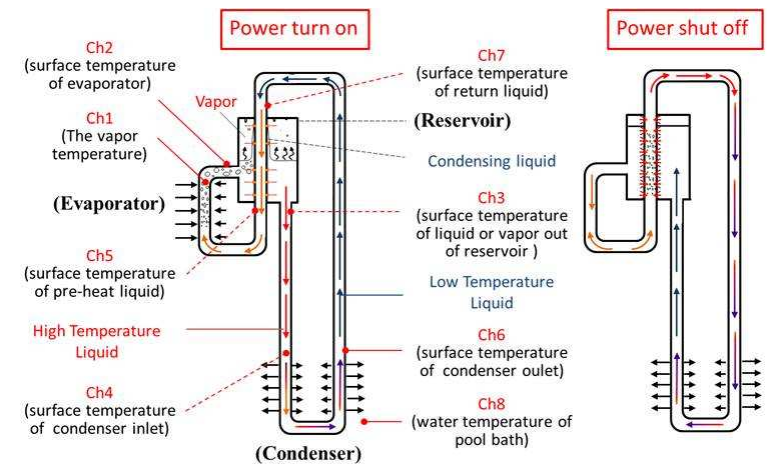 Power turn on
Power shut off
Ch2
(surface temperature
of evaporator)
Ch7
(surface temperature
of return liquid)
Vapor
Ch1
(The vapor
temperature)
(Reservoir)
Condensing liquid
(Evaporator)
Ch3
(surface temperature
of liquid or vapor out
of reservoir )
Ch5
(surface temperature
of pre-heat liquid)
Low Temperature
Liquid
High Temperature
Liquid
Ch6
(surface temperature
of condenser oulet)
Ch4
(surface temperature
of condenser inlet)
Ch8
(water temperature of
pool bath)
(Condenser)